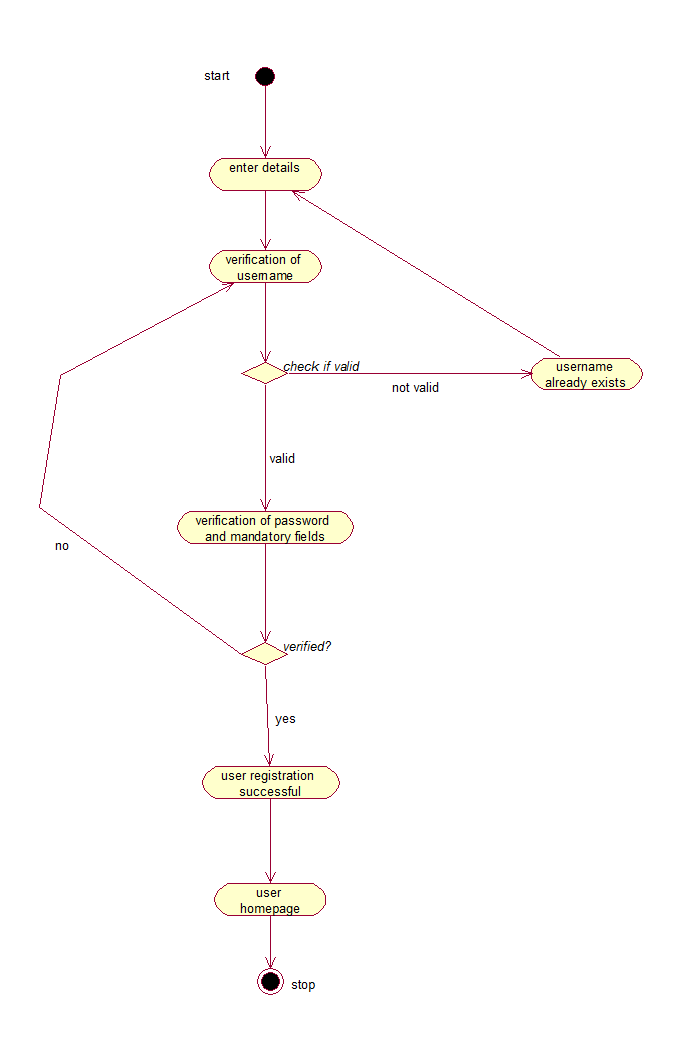 start
enter details
verification of
username
check if valid
username
already exists
not valid
valid
verification of password
and mandatory fields
no
verified?
yes
user registration
successful
user
homepage
stop